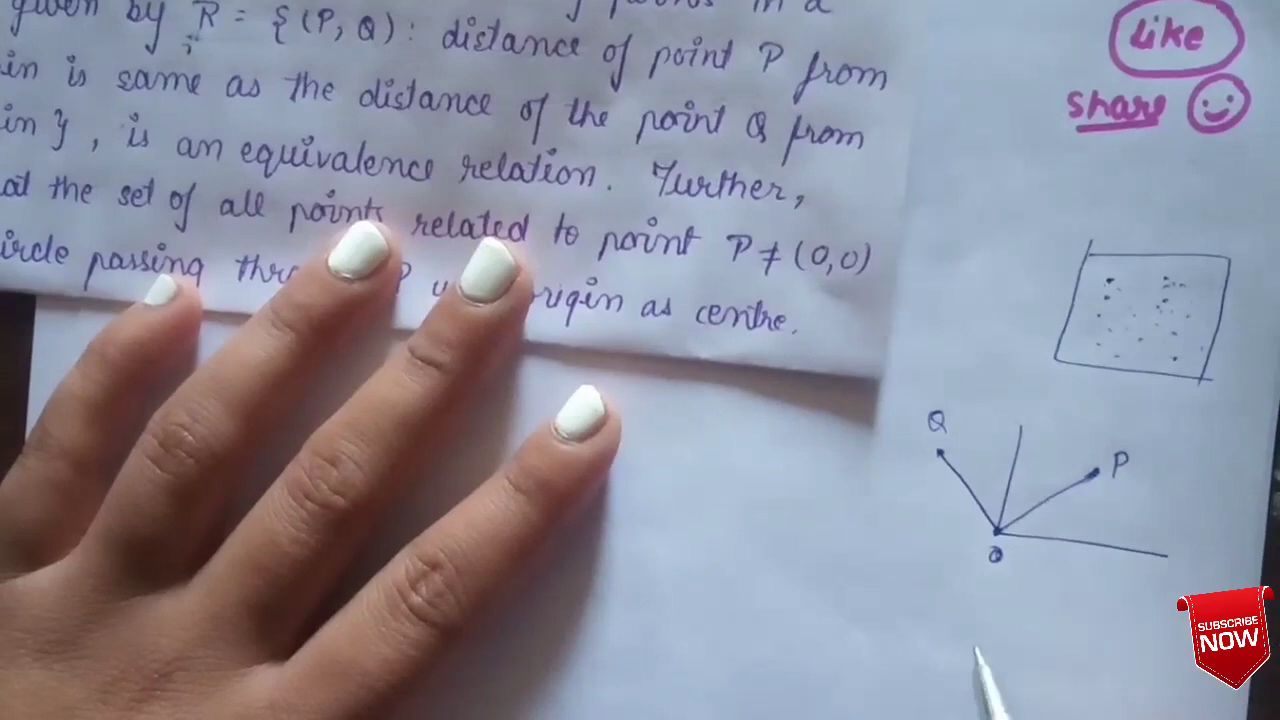 given by R = {(P, Q): distance of point P from
in is same as the distance of the point Q from
in }, is an equivalence relation. Further,
at the set of all points related to point P ≠ (0,0)
ircle passing thr P origin as centre.
Like
share
Q
P
O
SUBSCRIBE
NOW